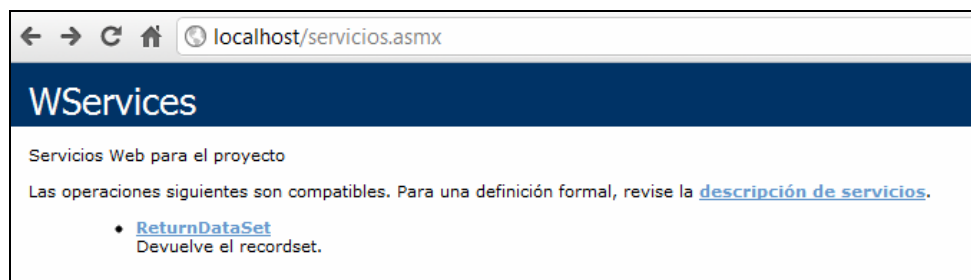 localhost/servicios.asmx
WServices
Servicios Web para el proyecto
Las operaciones siguientes son compatibles. Para una definición formal, revise la descripción de servicios.
ReturnDataSet
Devuelve el recordset.